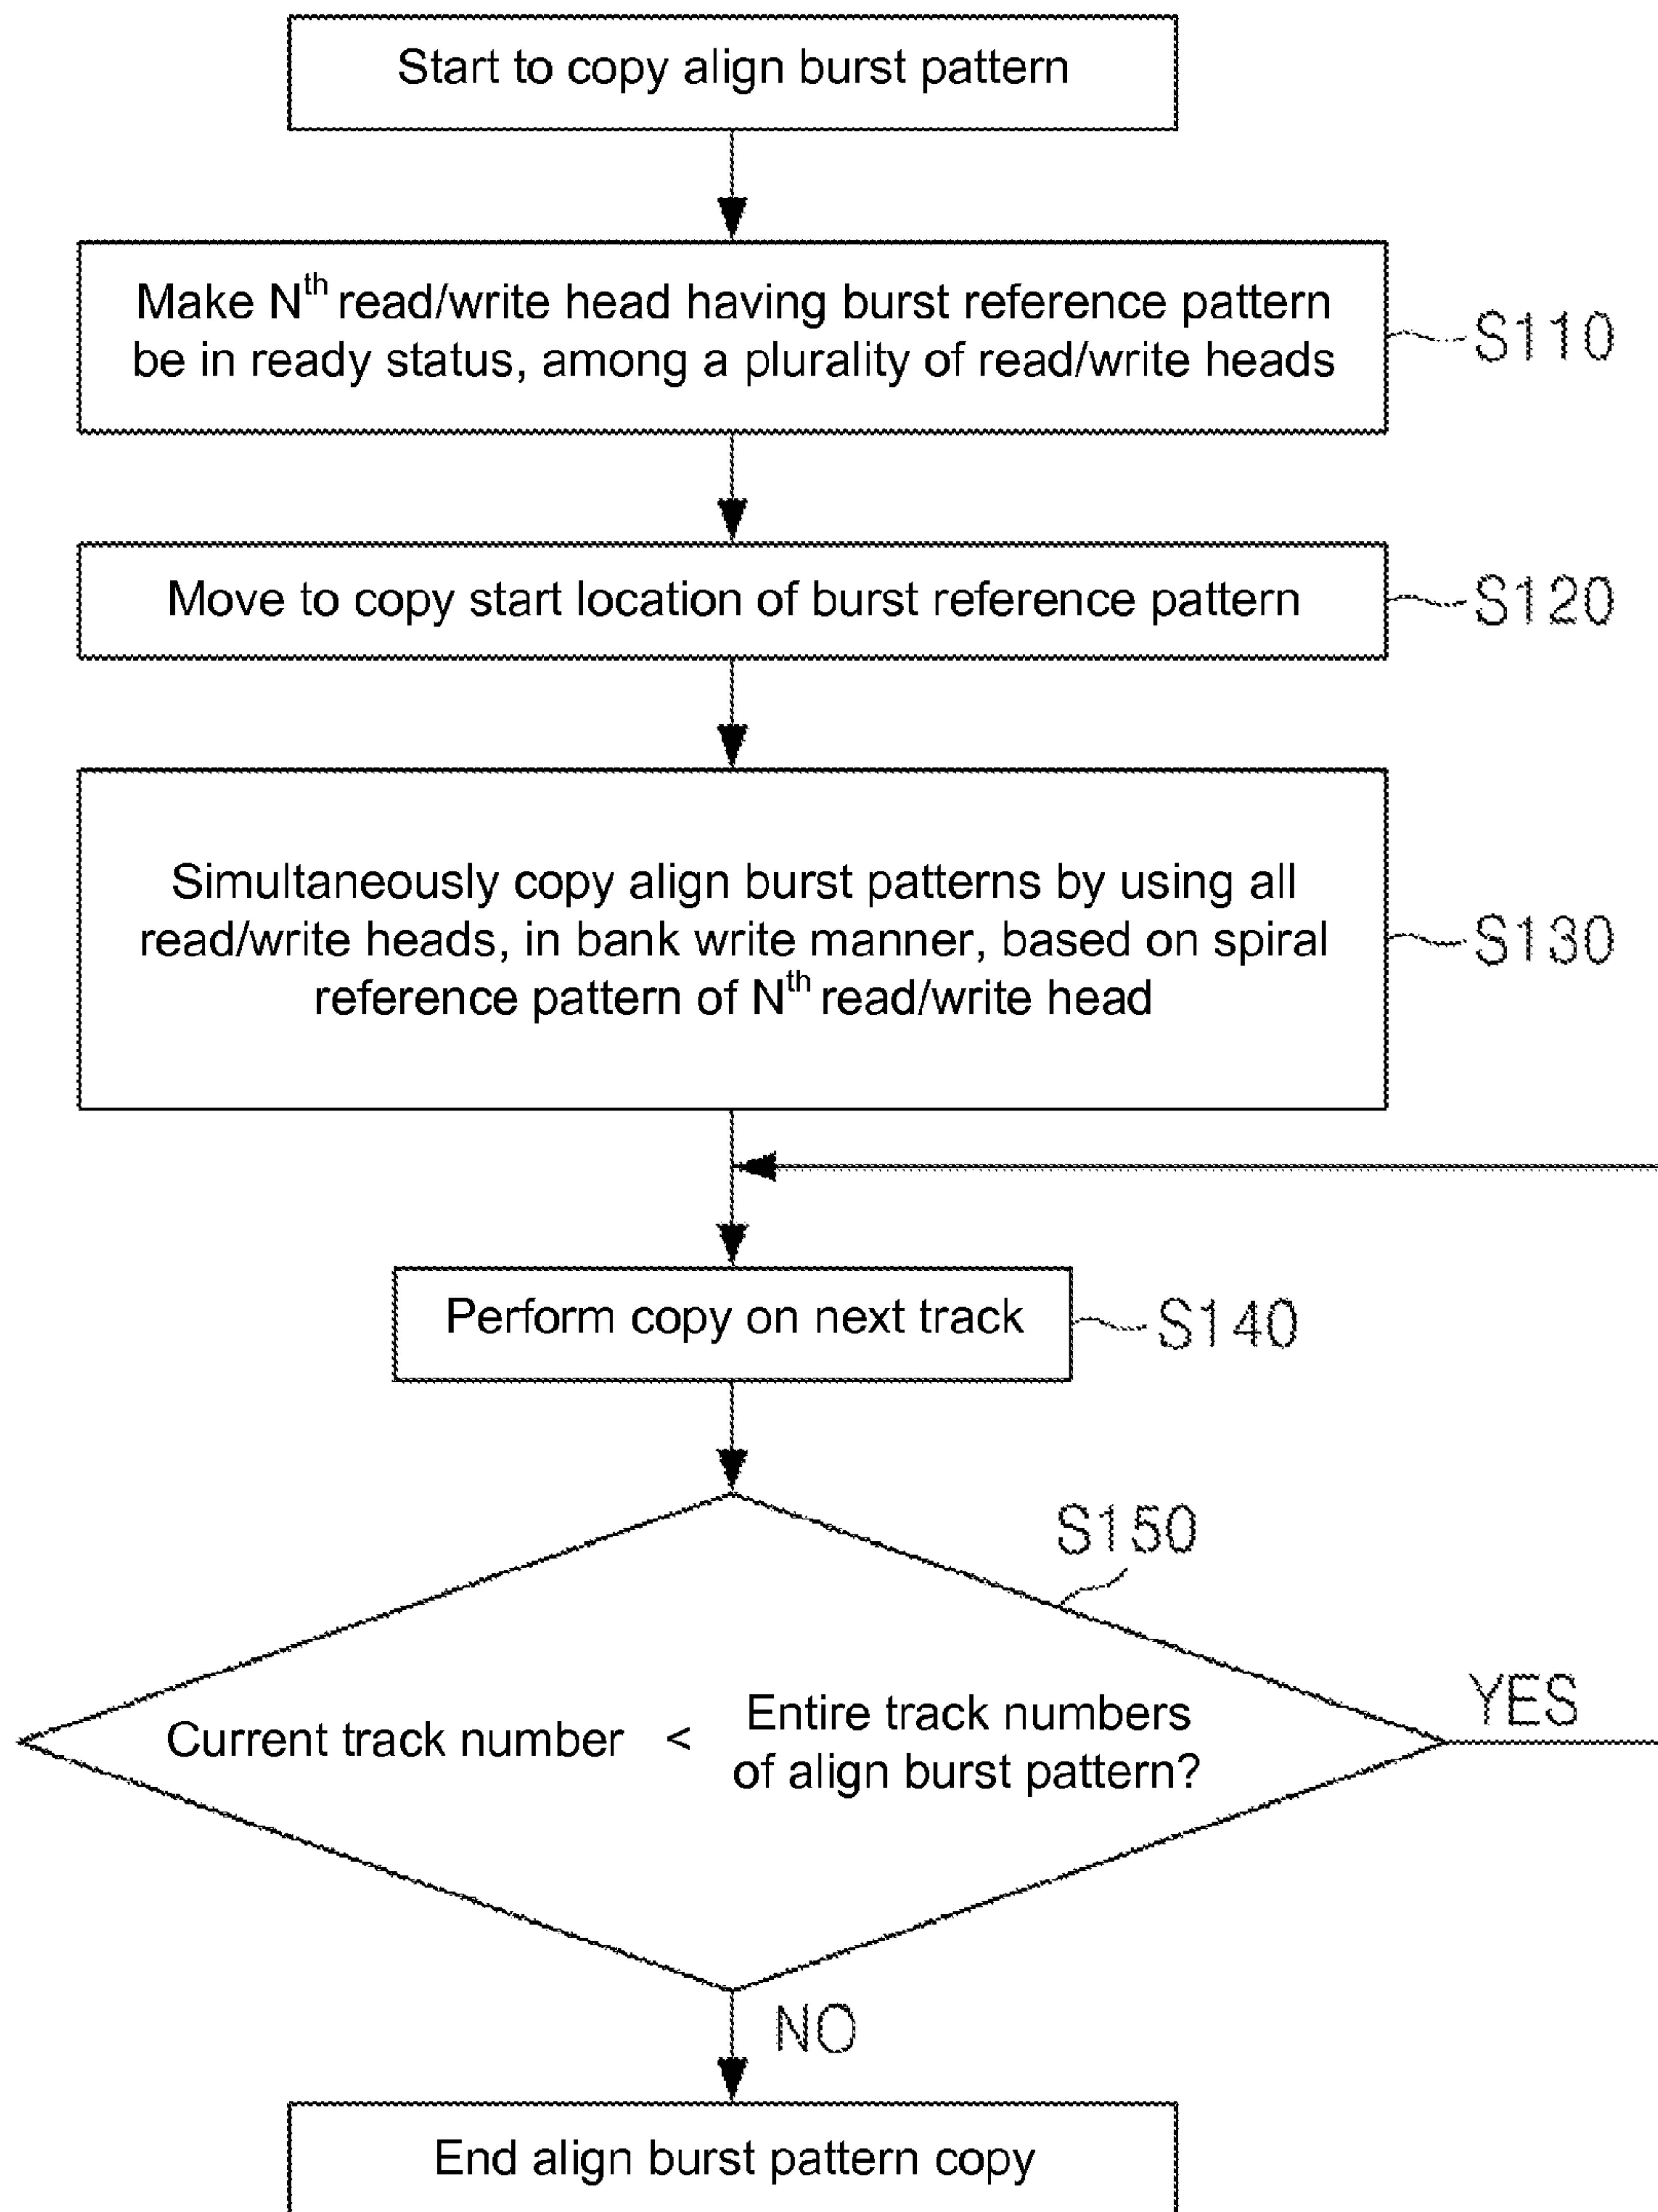 Start to copy align burst pattern
Make Nth read/write head having burst reference pattern
be in ready status, among a plurality of read/write heads
S110
Move to copy start location of burst reference pattern
S120
Simultaneously copy align burst patterns by using all
read/write heads, in bank write manner, based on spiral
reference pattern of Nth read/write head
S130
Perform copy on next track
S140
S150
Current track number < Entire track numbers
of align burst pattern?
YES
NO
End align burst pattern copy